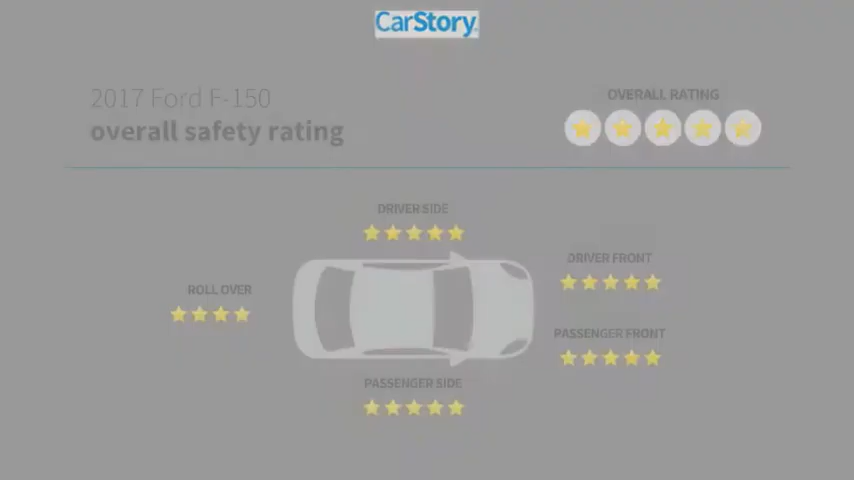 CarStory
2017 Ford F-150
overall safety rating
OVERALL RATING
DRIVER SIDE
ROLL OVER
DRIVER FRONT
PASSENGER FRONT
PASSENGER SIDE